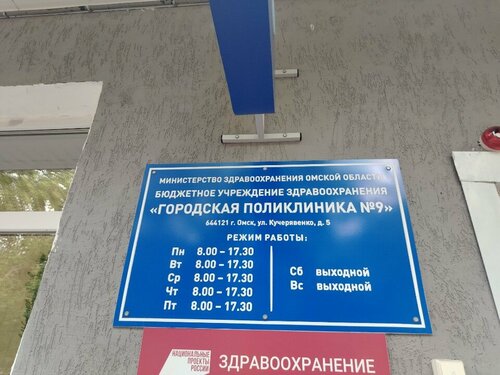 МИНИСТЕРСТВО ЗДРАВООХРАНЕНИЯ ОМСКОЙ ОБЛАСТИ
БЮДЖЕТНОЕ УЧРЕЖДЕНИЕ ЗДРАВООХРАНЕНИЯ
«ГОРОДСКАЯ ПОЛИКЛИНИКА №9»
644121 г. Омск, ул. Кучерявенко, д. 5
РЕЖИМ РАБОТЫ:
Пн 8.00 – 17.30
Вт 8.00 – 17.30
Ср 8.00 – 17.30
Чт 8.00 – 17.30
Пт 8.00 – 17.30
Сб выходной
Вс выходной
НАЦИОНАЛЬНЫЕ
ПРОЕКТЫ
РОССИИ
ЗДРАВООХРАНЕНИЕ